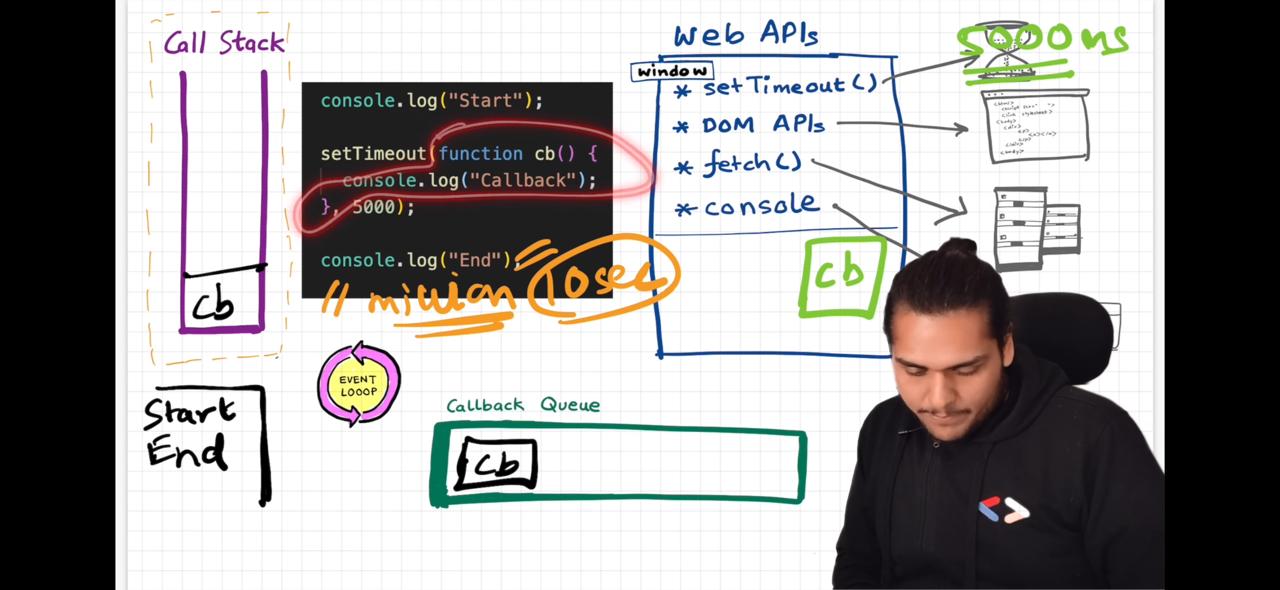 Call Stack
cb
Start
End
console.log("Start");
setTimeout(function cb() {
console.log("Callback");
}, 5000);
console.log("End");
// million 10sec
EVENT
LOOOP
Callback Queue
cb
Web APIs
window
* setTimeout()
* DOM APIs
* fetch()
* console
cb
5000ms